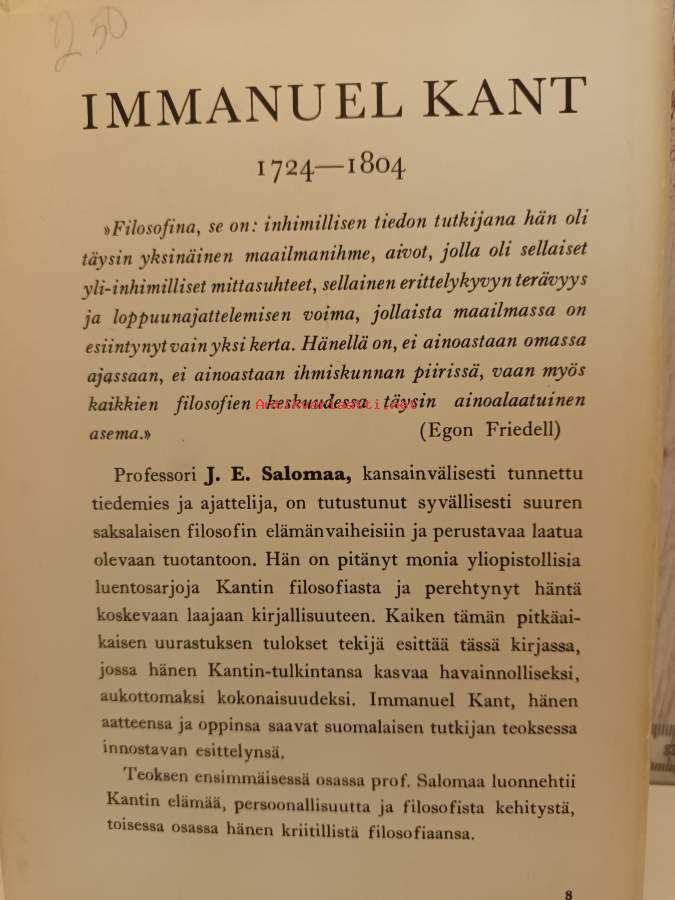 250
IMMANUEL KANT
1724—1804
»Filosofina, se on: inhimillisen tiedon tutkijana hän oli
täysin yksinäinen maailmanihme, aivot, jolla oli sellaiset
yli-inhimilliset mittasuhteet, sellainen erittelykyvyn terävyys
ja loppuunajattelemisen voima, jollaista maailmassa on
esiintynyt vain yksi kerta. Hänellä on, ei ainoastaan omassa
ajassaan, ei ainoastaan ihmiskunnan piirissä, vaan myös
kaikkien filosofien keskuudessa täysin ainoalaatuinen
Antikvariaatti.net
asema.» (Egon Friedell)
Professori J. E. Salomaa, kansainvälisesti tunnettu
tiedemies ja ajattelija, on tutustunut syvällisesti suuren
saksalaisen filosofin elämänvaiheisiin ja perustavaa laatua
olevaan tuotantoon. Hän on pitänyt monia yliopistollisia
luentosarjoja Kantin filosofiasta ja perehtynyt häntä
koskevaan laajaan kirjallisuuteen. Kaiken tämän pitkäai-
kaisen uurastuksen tulokset tekijä esittää tässä kirjassa,
jossa hänen Kantin-tulkintansa kasvaa havainnolliseksi,
aukottomaksi kokonaisuudeksi. Immanuel Kant, hänen
aatteensa ja oppinsa saavat suomalaisen tutkijan teoksessa
innostavan esittelynsä.
Teoksen ensimmäisessä osassa prof. Salomaa luonnehtii
Kantin elämää, persoonallisuutta ja filosofista kehitystä,
toisessa osassa hänen kriitillistä filosofiaansa.
8